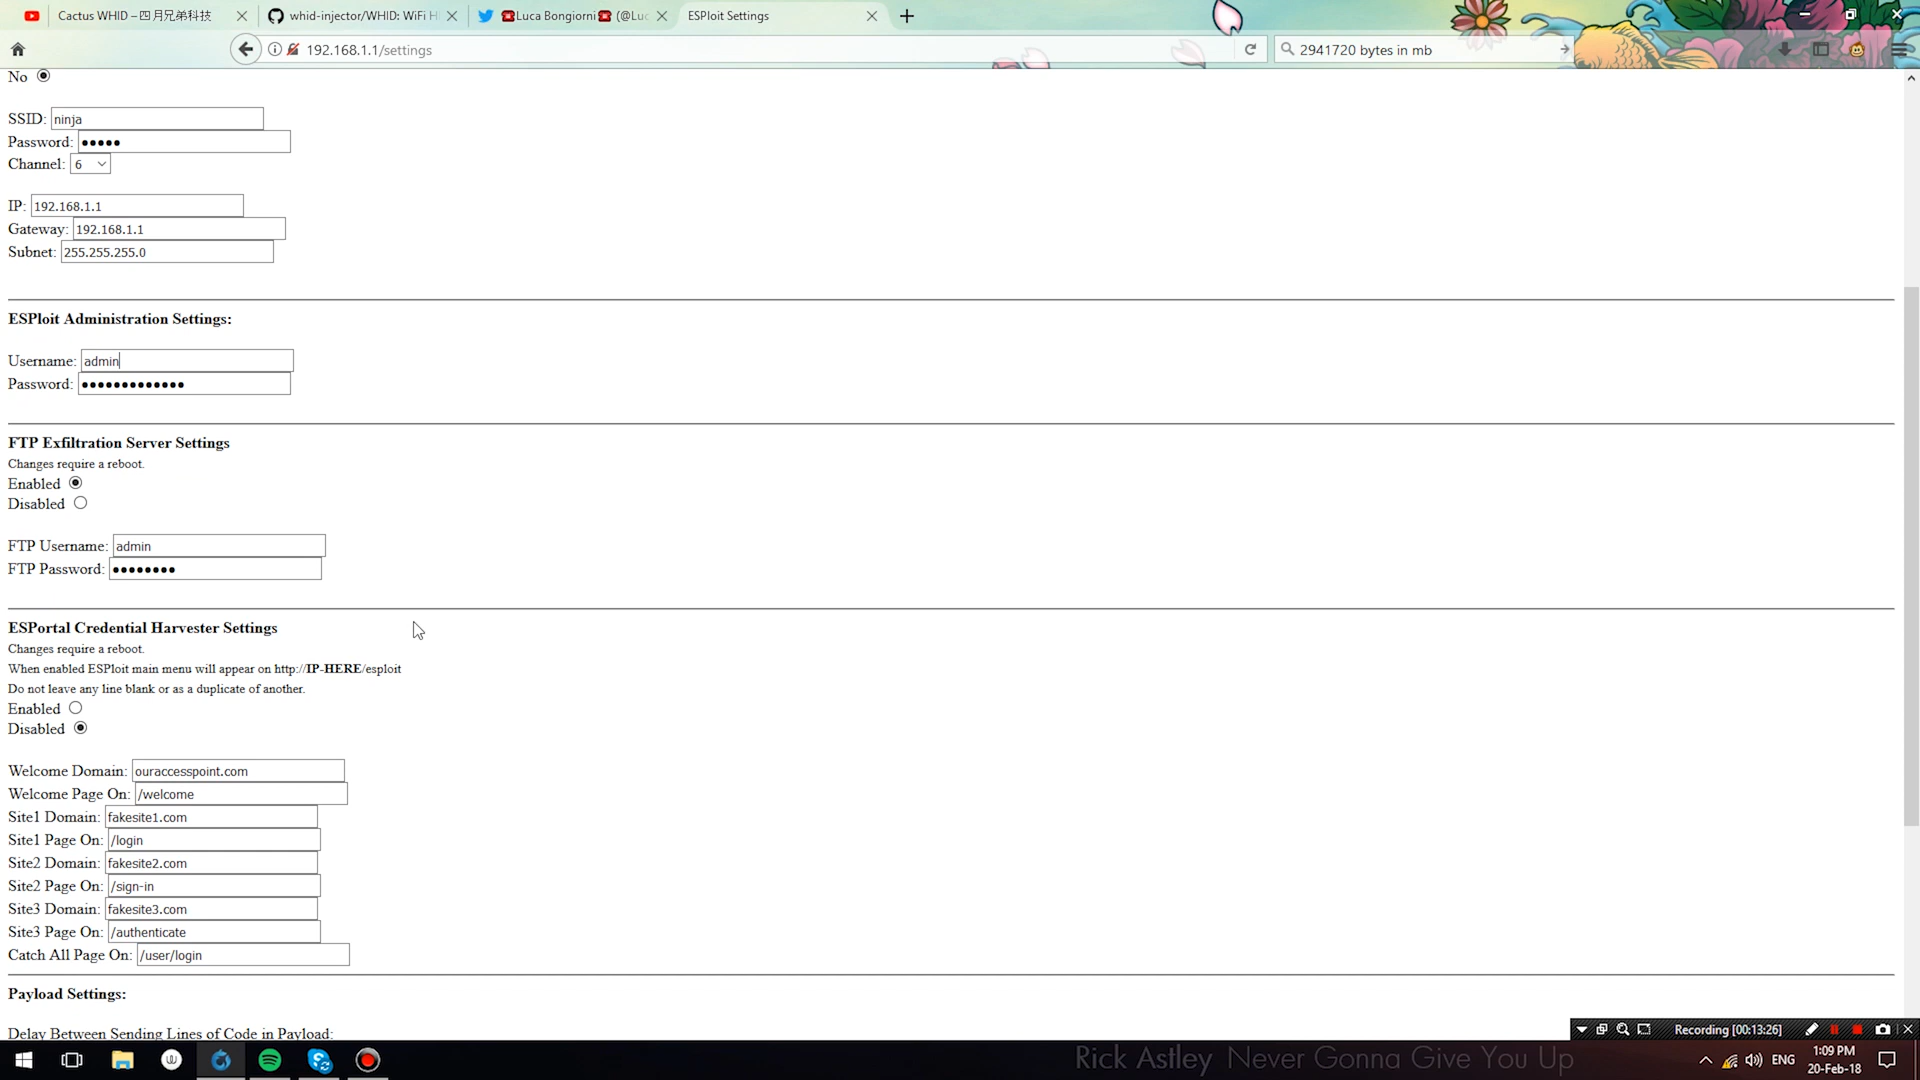 Cactus WHID – 四月兄弟科技
whid-injector/WHID: WiFi H
☎Luca Bongiorni☎ (@Luc
ESPloit Settings
192.168.1.1/settings
2941720 bytes in mb
No
SSID: ninja
Password: •••••
Channel: 6
IP: 192.168.1.1
Gateway: 192.168.1.1
Subnet: 255.255.255.0
ESPloit Administration Settings:
Username: admin
Password: •••••••••••••
FTP Exfiltration Server Settings
Changes require a reboot.
Enabled
Disabled
FTP Username: admin
FTP Password: ••••••••
ESPortal Credential Harvester Settings
Changes require a reboot.
When enabled ESPloit main menu will appear on http://IP-HERE/esploit
Do not leave any line blank or as a duplicate of another.
Enabled
Disabled
Welcome Domain: ouraccesspoint.com
Welcome Page On: /welcome
Site1 Domain: fakesite1.com
Site1 Page On: /login
Site2 Domain: fakesite2.com
Site2 Page On: /sign-in
Site3 Domain: fakesite3.com
Site3 Page On: /authenticate
Catch All Page On: /user/login
Payload Settings:
Delay Between Sending Lines of Code in Payload:
Recording [00:13:26]
Rick Astley Never Gonna Give You Up
ENG
1:09 PM
20-Feb-18